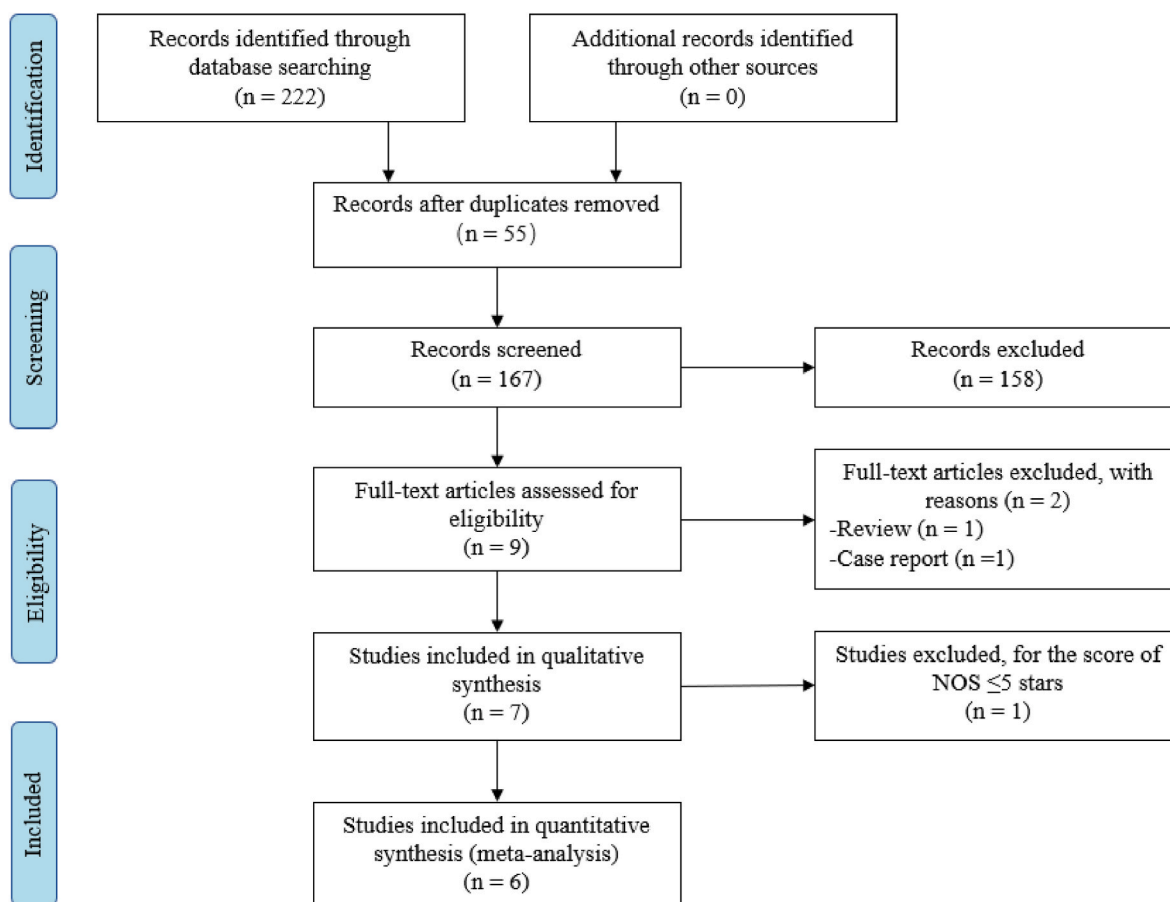 Identification
Records identified through
database searching
(n = 222)
Additional records identified
through other sources
(n = 0)
Records after duplicates removed
(n = 55)
Screening
Records screened
(n = 167)
Records excluded
(n = 158)
Eligibility
Full-text articles assessed for
eligibility
(n = 9)
Full-text articles excluded, with
reasons (n = 2)
-Review (n = 1)
-Case report (n =1)
Studies included in qualitative
synthesis
(n = 7)
Studies excluded, for the score of
NOS ≤5 stars
(n = 1)
Included
Studies included in quantitative
synthesis (meta-analysis)
(n = 6)